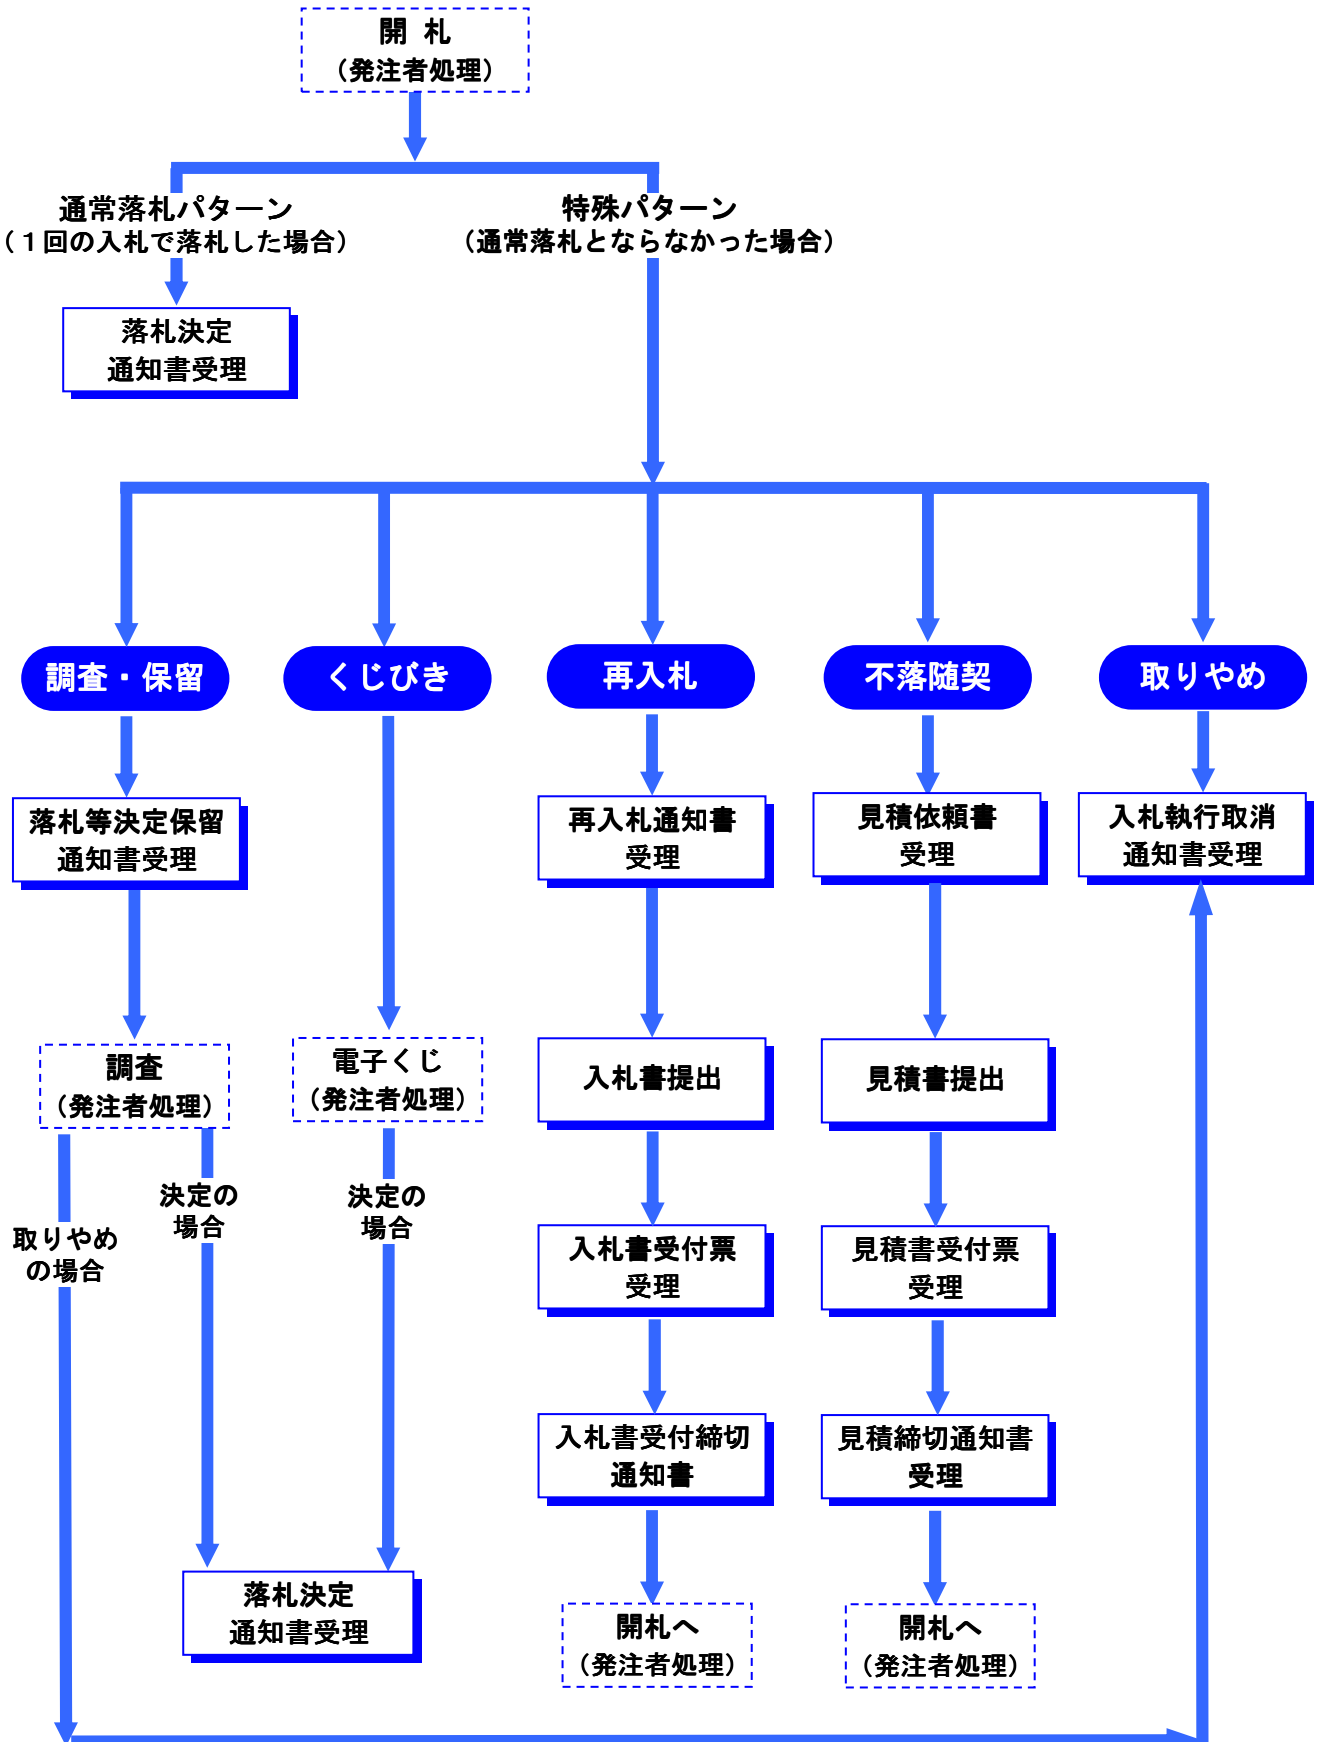 開 札
（発注者処理）
通常落札パターン
（１回の入札で落札した場合）
特殊パターン
（通常落札とならなかった場合）
落札決定
通知書受理
調査・保留
くじびき
再入札
不落随契
取りやめ
落札等決定保留
通知書受理
再入札通知書
受理
見積依頼書
受理
入札執行取消
通知書受理
調査
（発注者処理）
電子くじ
（発注者処理）
入札書提出
見積書提出
取りやめ
の場合
決定の
場合
決定の
場合
入札書受付票
受理
見積書受付票
受理
入札書受付締切
通知書
見積締切通知書
受理
落札決定
通知書受理
開札へ
（発注者処理）
開札へ
（発注者処理）